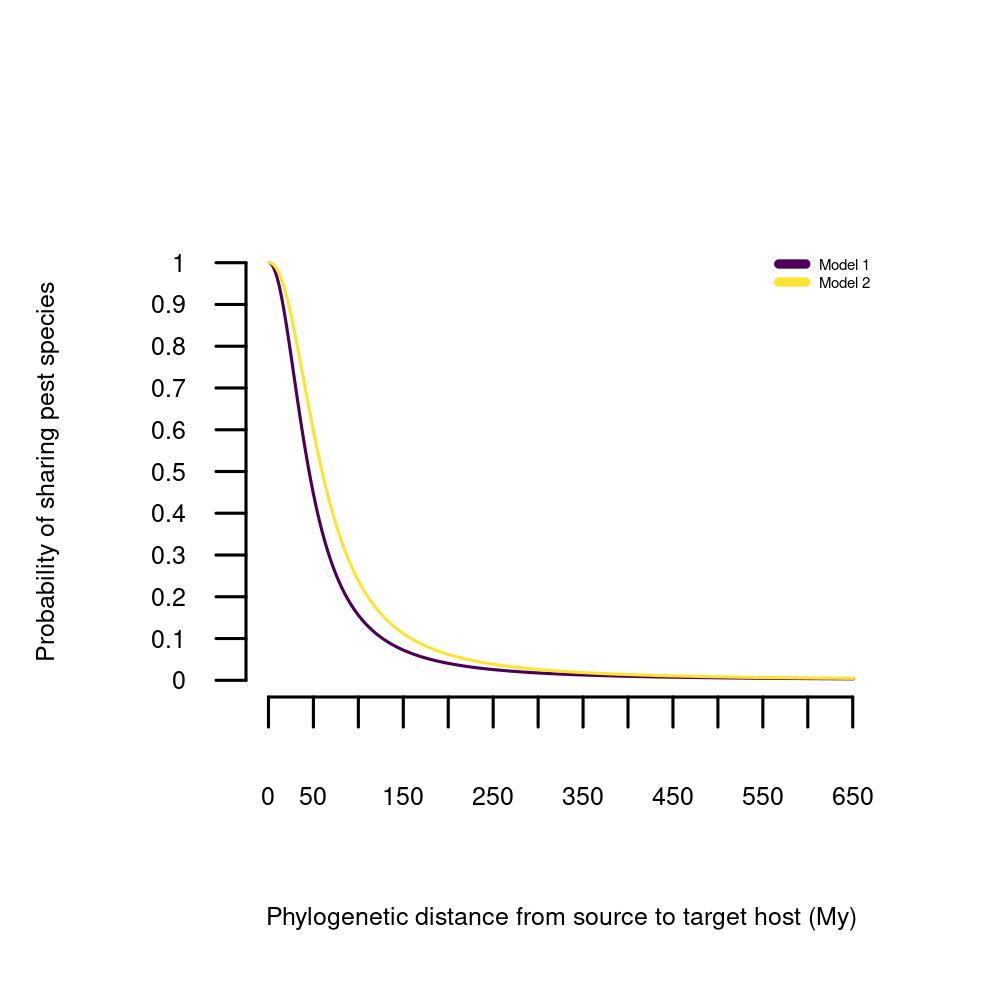 1
0.9
0.8
0.7
0.6
0.5
0.4
0.3
0.2
0.1
0
Probability of sharing pest species
Model 1
Model 2
0 50 150 250 350 450 550 650
Phylogenetic distance from source to target host (My)